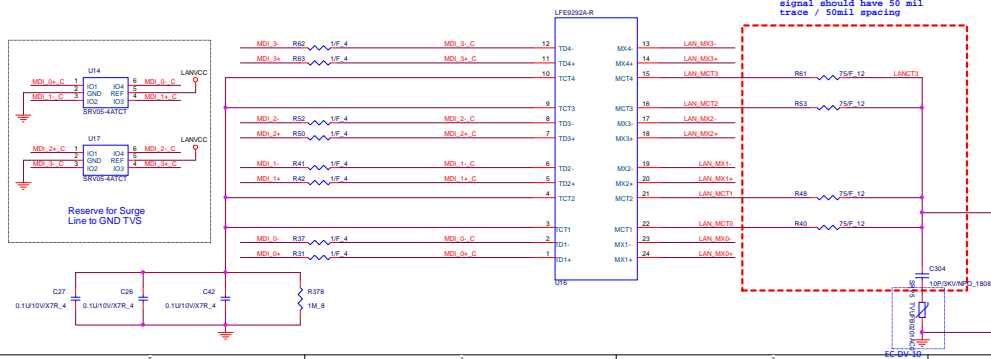 signal should have 50 mil
trace / 50mil spacing
LFE9292A-R
MDI_3- R62 1/F_4 MDI_3-_C 12 TD4- MX4- 13 LAN_MX3-
MDI_3+ R63 1/F_4 MDI_3+_C 11 TD4+ MX4+ 14 LAN_MX3+
10 TCT4 MCT4 15 LAN_MCT3 R61 75/F_12 LANCT3
9 TCT3 MCT3 16 LAN_MCT2 R53 75/F_12
MDI_2- R52 1/F_4 MDI_2-_C 8 TD3- MX3- 17 LAN_MX2-
MDI_2+ R50 1/F_4 MDI_2+_C 7 TD3+ MX3+ 18 LAN_MX2+
MDI_1- R41 1/F_4 MDI_1-_C 6 TD2- MX2- 19 LAN_MX1-
MDI_1+ R42 1/F_4 MDI_1+_C 5 TD2+ MX2+ 20 LAN_MX1+
4 TCT2 MCT2 21 LAN_MCT1 R48 75/F_12
3 TCT1 MCT1 22 LAN_MCT0 R40 75/F_12
MDI_0- R37 1/F_4 MDI_0-_C 2 TD1- MX1- 23 LAN_MX0-
MDI_0+ R31 1/F_4 MDI_0+_C 1 TD1+ MX1+ 24 LAN_MX0+
U16
U14 LANVCC
MDI_0+_C 1 IO1 IO4 6 MDI_0-_C
2 GND REF 5
MDI_1-_C 3 IO2 IO3 4 MDI_1+_C
SRV05-4ATCT
U17 LANVCC
MDI_2+_C 1 IO1 IO4 6 MDI_2-_C
2 GND REF 5
MDI_3-_C 3 IO2 IO3 4 MDI_3+_C
SRV05-4ATCT
Reserve for Surge
Line to GND TVS
C27 C26 C42 R378
0.1U/10V/X7R_4 0.1U/10V/X7R_4 0.1U/10V/X7R_4 1M_8
C304
10P/3KV/NPO_1808
EC-DV-10